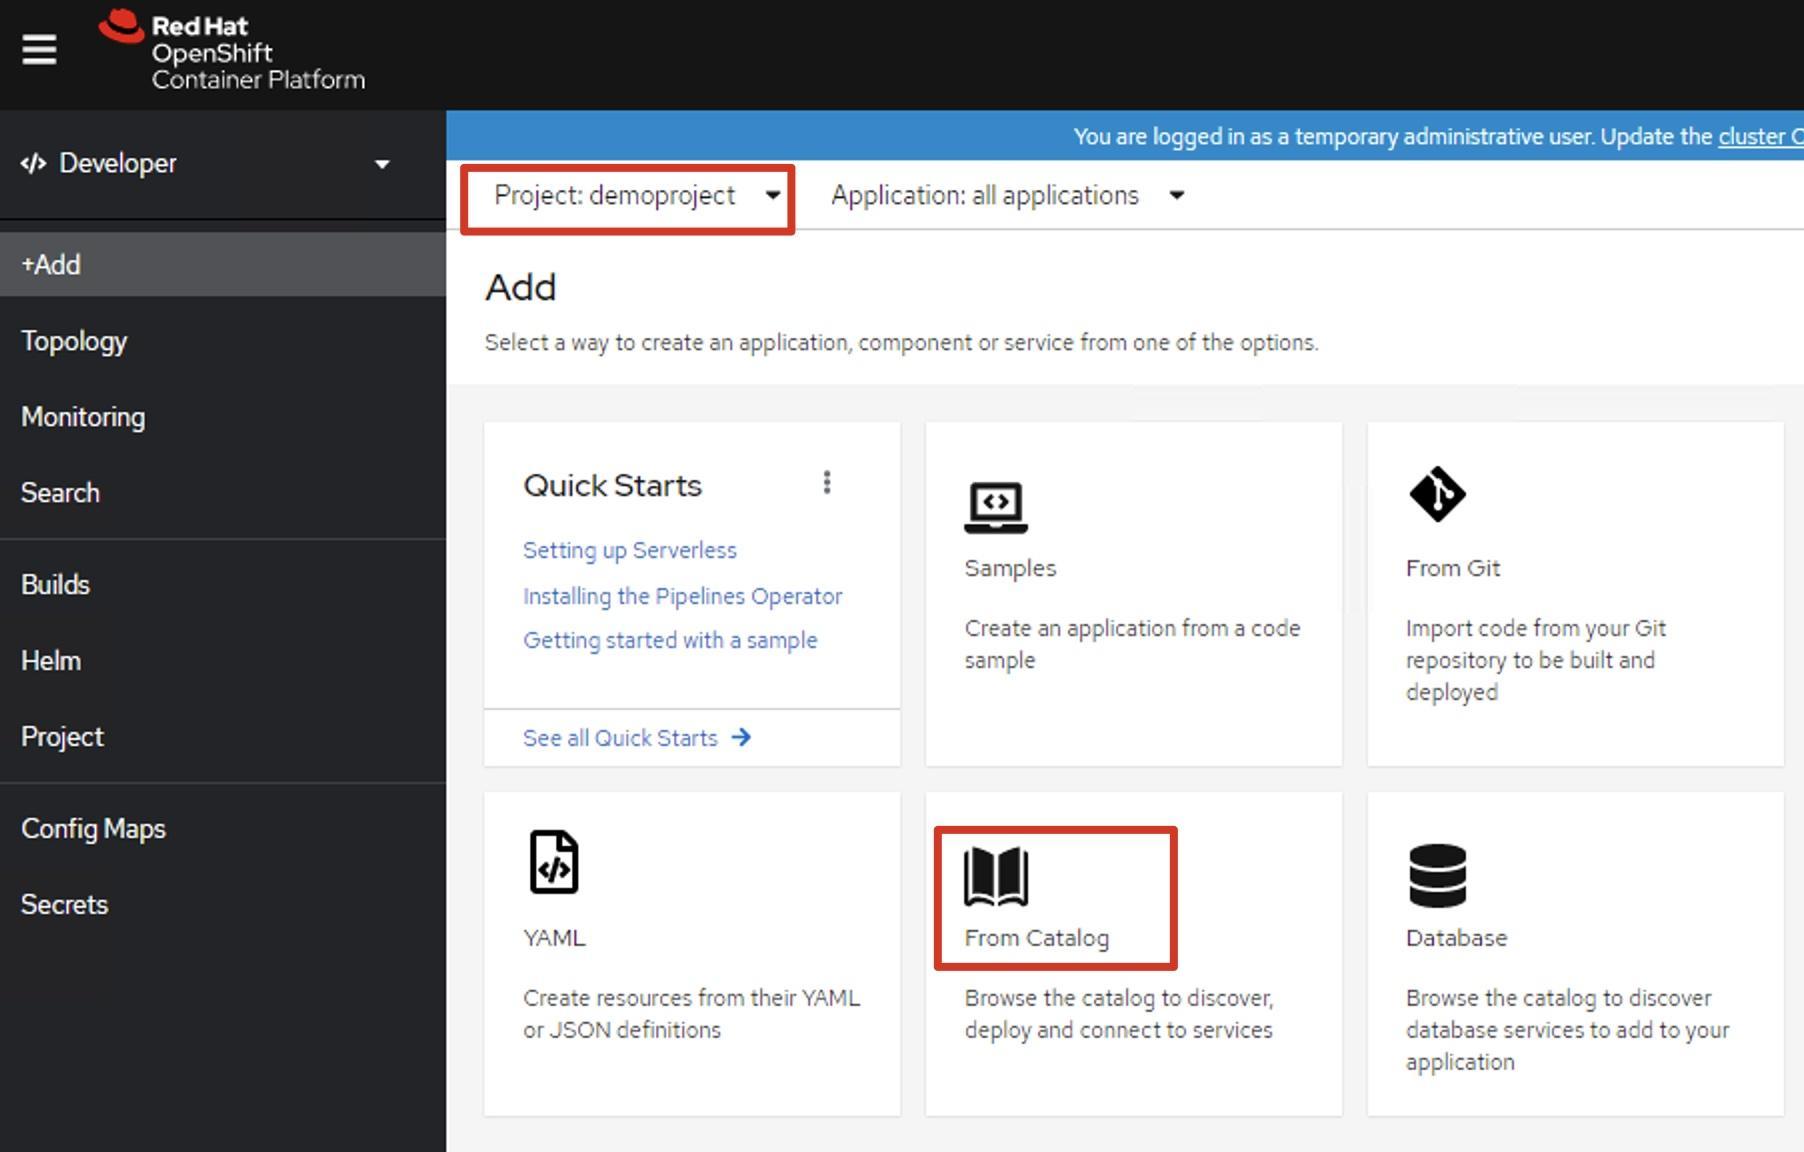 Red Hat
OpenShift
Container Platform
Developer
You are logged in as a temporary administrative user. Update the cluster
Project: demoproject
Application: all applications
+Add
Topology
Monitoring
Search
Builds
Helm
Project
Config Maps
Secrets
Add
Select a way to create an application, component or service from one of the options.
Quick Starts
Setting up Serverless
Installing the Pipelines Operator
Getting started with a sample
See all Quick Starts
Samples
Create an application from a code
sample
From Git
Import code from your Git
repository to be built and
deployed
YAML
Create resources from their YAML
or JSON definitions
From Catalog
Browse the catalog to discover,
deploy and connect to services
Database
Browse the catalog to discover
database services to add to your
application